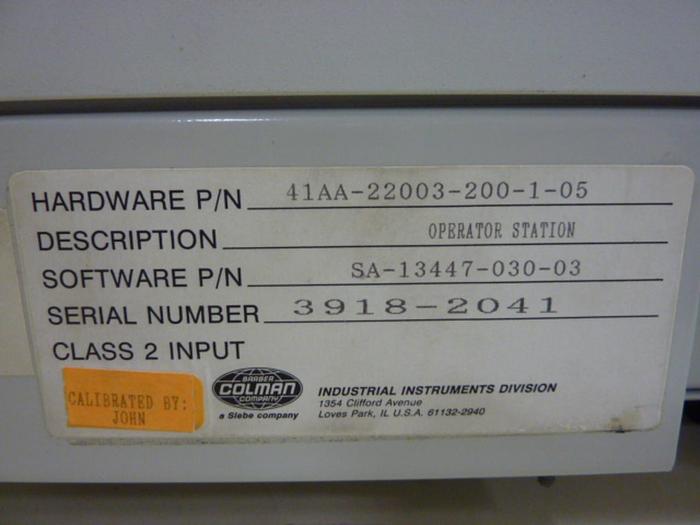 HARDWARE P/N 41AA-22003-200-1-05
DESCRIPTION OPERATOR STATION
SOFTWARE P/N SA-13447-030-03
SERIAL NUMBER 3918-2041
CLASS 2 INPUT
CALIBRATED BY:
JOHN
BARBER
COLMAN
COMPANY
a Siebe company
INDUSTRIAL INSTRUMENTS DIVISION
1354 Clifford Avenue
Loves Park, IL U.S.A. 61132-2940